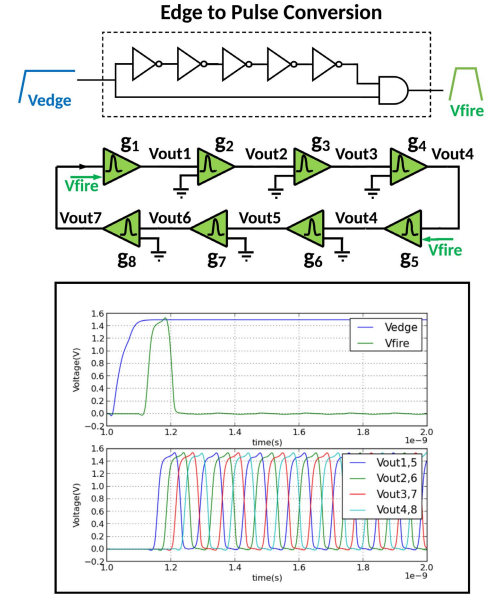 Edge to Pulse Conversion
Vedge
Vfire
g1 Vout1 g2 Vout2 g3 Vout3 g4 Vout4
Vfire
Vout7 Vout6 Vout5 Vout4
Vfire
g8 g7 g6 g5
1.6
1.4
1.2
1.0
0.8
0.6
0.4
0.2
0.0
−0.2
Voltage(V)
Vedge
Vfire
1.0 1.2 1.4 1.6 1.8 2.0
time(s)
1e−9
1.6
1.4
1.2
1.0
0.8
0.6
0.4
0.2
0.0
−0.2
Voltage(V)
Vout1,5
Vout2,6
Vout3,7
Vout4,8
1.0 1.2 1.4 1.6 1.8 2.0
time(s)
1e−9